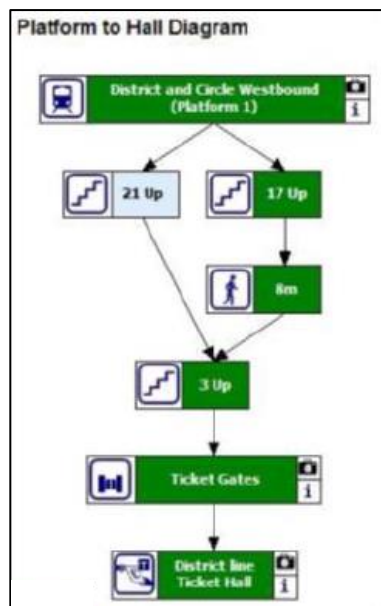 Platform to Hall Diagram
District and Circle Westbound
(Platform 1)
i
21 Up
17 Up
8m
3 Up
Ticket Gates
i
District line
Ticket Hall
i